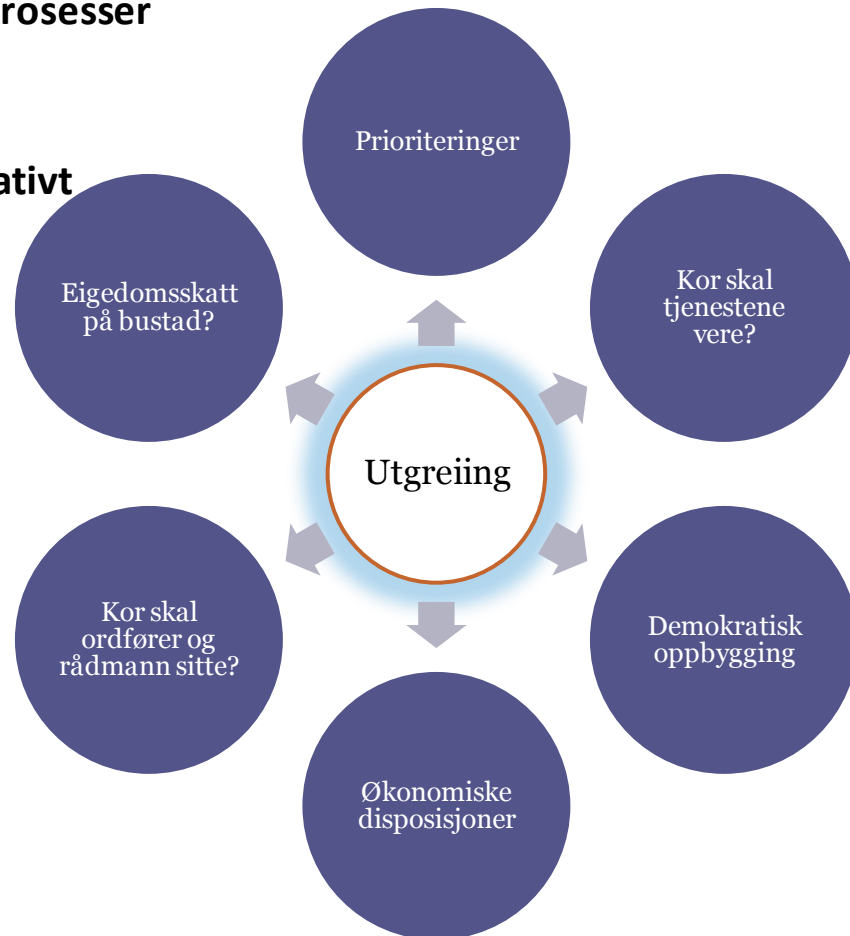 rosesser
ativt
Prioriteringer
Kor skal
tjenestene
vere?
Demokratisk
oppbygging
Økonomiske
disposisjoner
Kor skal
ordfører og
rådmann sitte?
Eigedomsskatt
på bustad?
Utgreiing